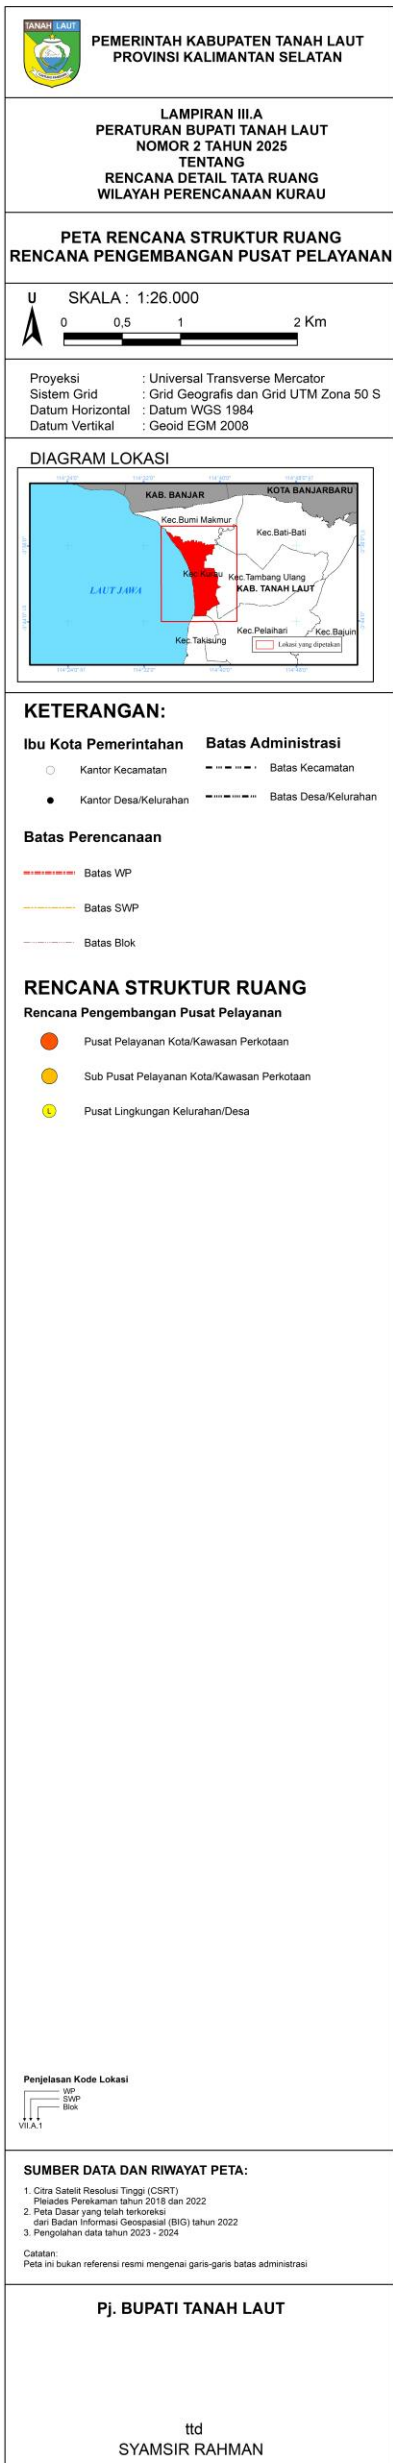 TANAH LAUT
PEMERINTAH KABUPATEN TANAH LAUT
PROVINSI KALIMANTAN SELATAN
LAMPIRAN III.A
PERATURAN BUPATI TANAH LAUT
NOMOR 2 TAHUN 2025
TENTANG
RENCANA DETAIL TATA RUANG
WILAYAH PERENCANAAN KURAU
PETA RENCANA STRUKTUR RUANG
RENCANA PENGEMBANGAN PUSAT PELAYANAN
U SKALA : 1:26.000
0 0,5 1 2 Km
Proyeksi : Universal Transverse Mercator
Sistem Grid : Grid Geografis dan Grid UTM Zona 50 S
Datum Horizontal : Datum WGS 1984
Datum Vertikal : Geoid EGM 2008
DIAGRAM LOKASI
KAB. BANJAR
KOTA BANJARBARU
Kec.Bumi Makmur
Kec.Bati-Bati
Kec.Kurau
Kec.Tambang Ulang
LAUT JAWA
KAB. TANAH LAUT
Kec.Takisung
Kec.Pelaihari
Kec.Bajuin
Lokasi yang dipetakan
KETERANGAN:
Ibu Kota Pemerintahan
Kantor Kecamatan
Kantor Desa/Kelurahan
Batas Administrasi
Batas Kecamatan
Batas Desa/Kelurahan
Batas Perencanaan
Batas WP
Batas SWP
Batas Blok
RENCANA STRUKTUR RUANG
Rencana Pengembangan Pusat Pelayanan
Pusat Pelayanan Kota/Kawasan Perkotaan
Sub Pusat Pelayanan Kota/Kawasan Perkotaan
L Pusat Lingkungan Kelurahan/Desa
Penjelasan Kode Lokasi
WP
SWP
Blok
VII.A.1
SUMBER DATA DAN RIWAYAT PETA:
1. Citra Satelit Resolusi Tinggi (CSRT)
Pleiades Perekaman tahun 2018 dan 2022
2. Peta Dasar yang telah terkoreksi
dari Badan Informasi Geospasial (BIG) tahun 2022
3. Pengolahan data tahun 2023 - 2024
Catatan:
Peta ini bukan referensi resmi mengenai garis-garis batas administrasi
Pj. BUPATI TANAH LAUT
ttd
SYAMSIR RAHMAN